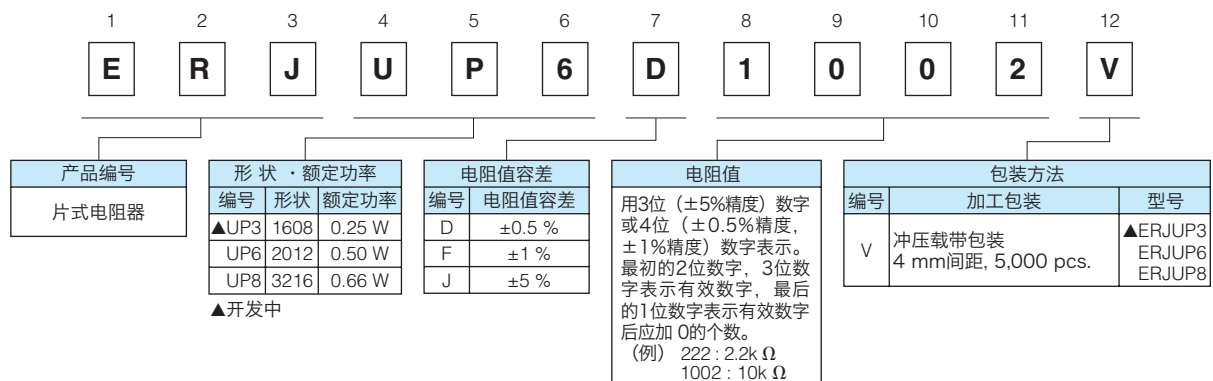 1 2 3 4 5 6 7 8 9 10 11 12
E R J U P 6 D 1 0 0 2 V
产品编号
片式电阻器
形 状 · 额定功率
编号 形状 额定功率
▲UP3 1608 0.25 W
UP6 2012 0.50 W
UP8 3216 0.66 W
▲开发中
电阻值容差
编号 电阻值容差
D ±0.5 %
F ±1 %
J ±5 %
电阻值
用3位（±5%精度）数字
或4位（±0.5%精度，
±1%精度）数字表示。
最初的2位数字，3位数
字表示有效数字，最后
的1位数字表示有效数字
后应加 0的个数。
（例） 222 : 2.2k Ω
1002 : 10k Ω
包装方法
编号 加工包装 型号
V
冲压载带包装
4 mm间距, 5,000 pcs.
▲ERJUP3
ERJUP6
ERJUP8